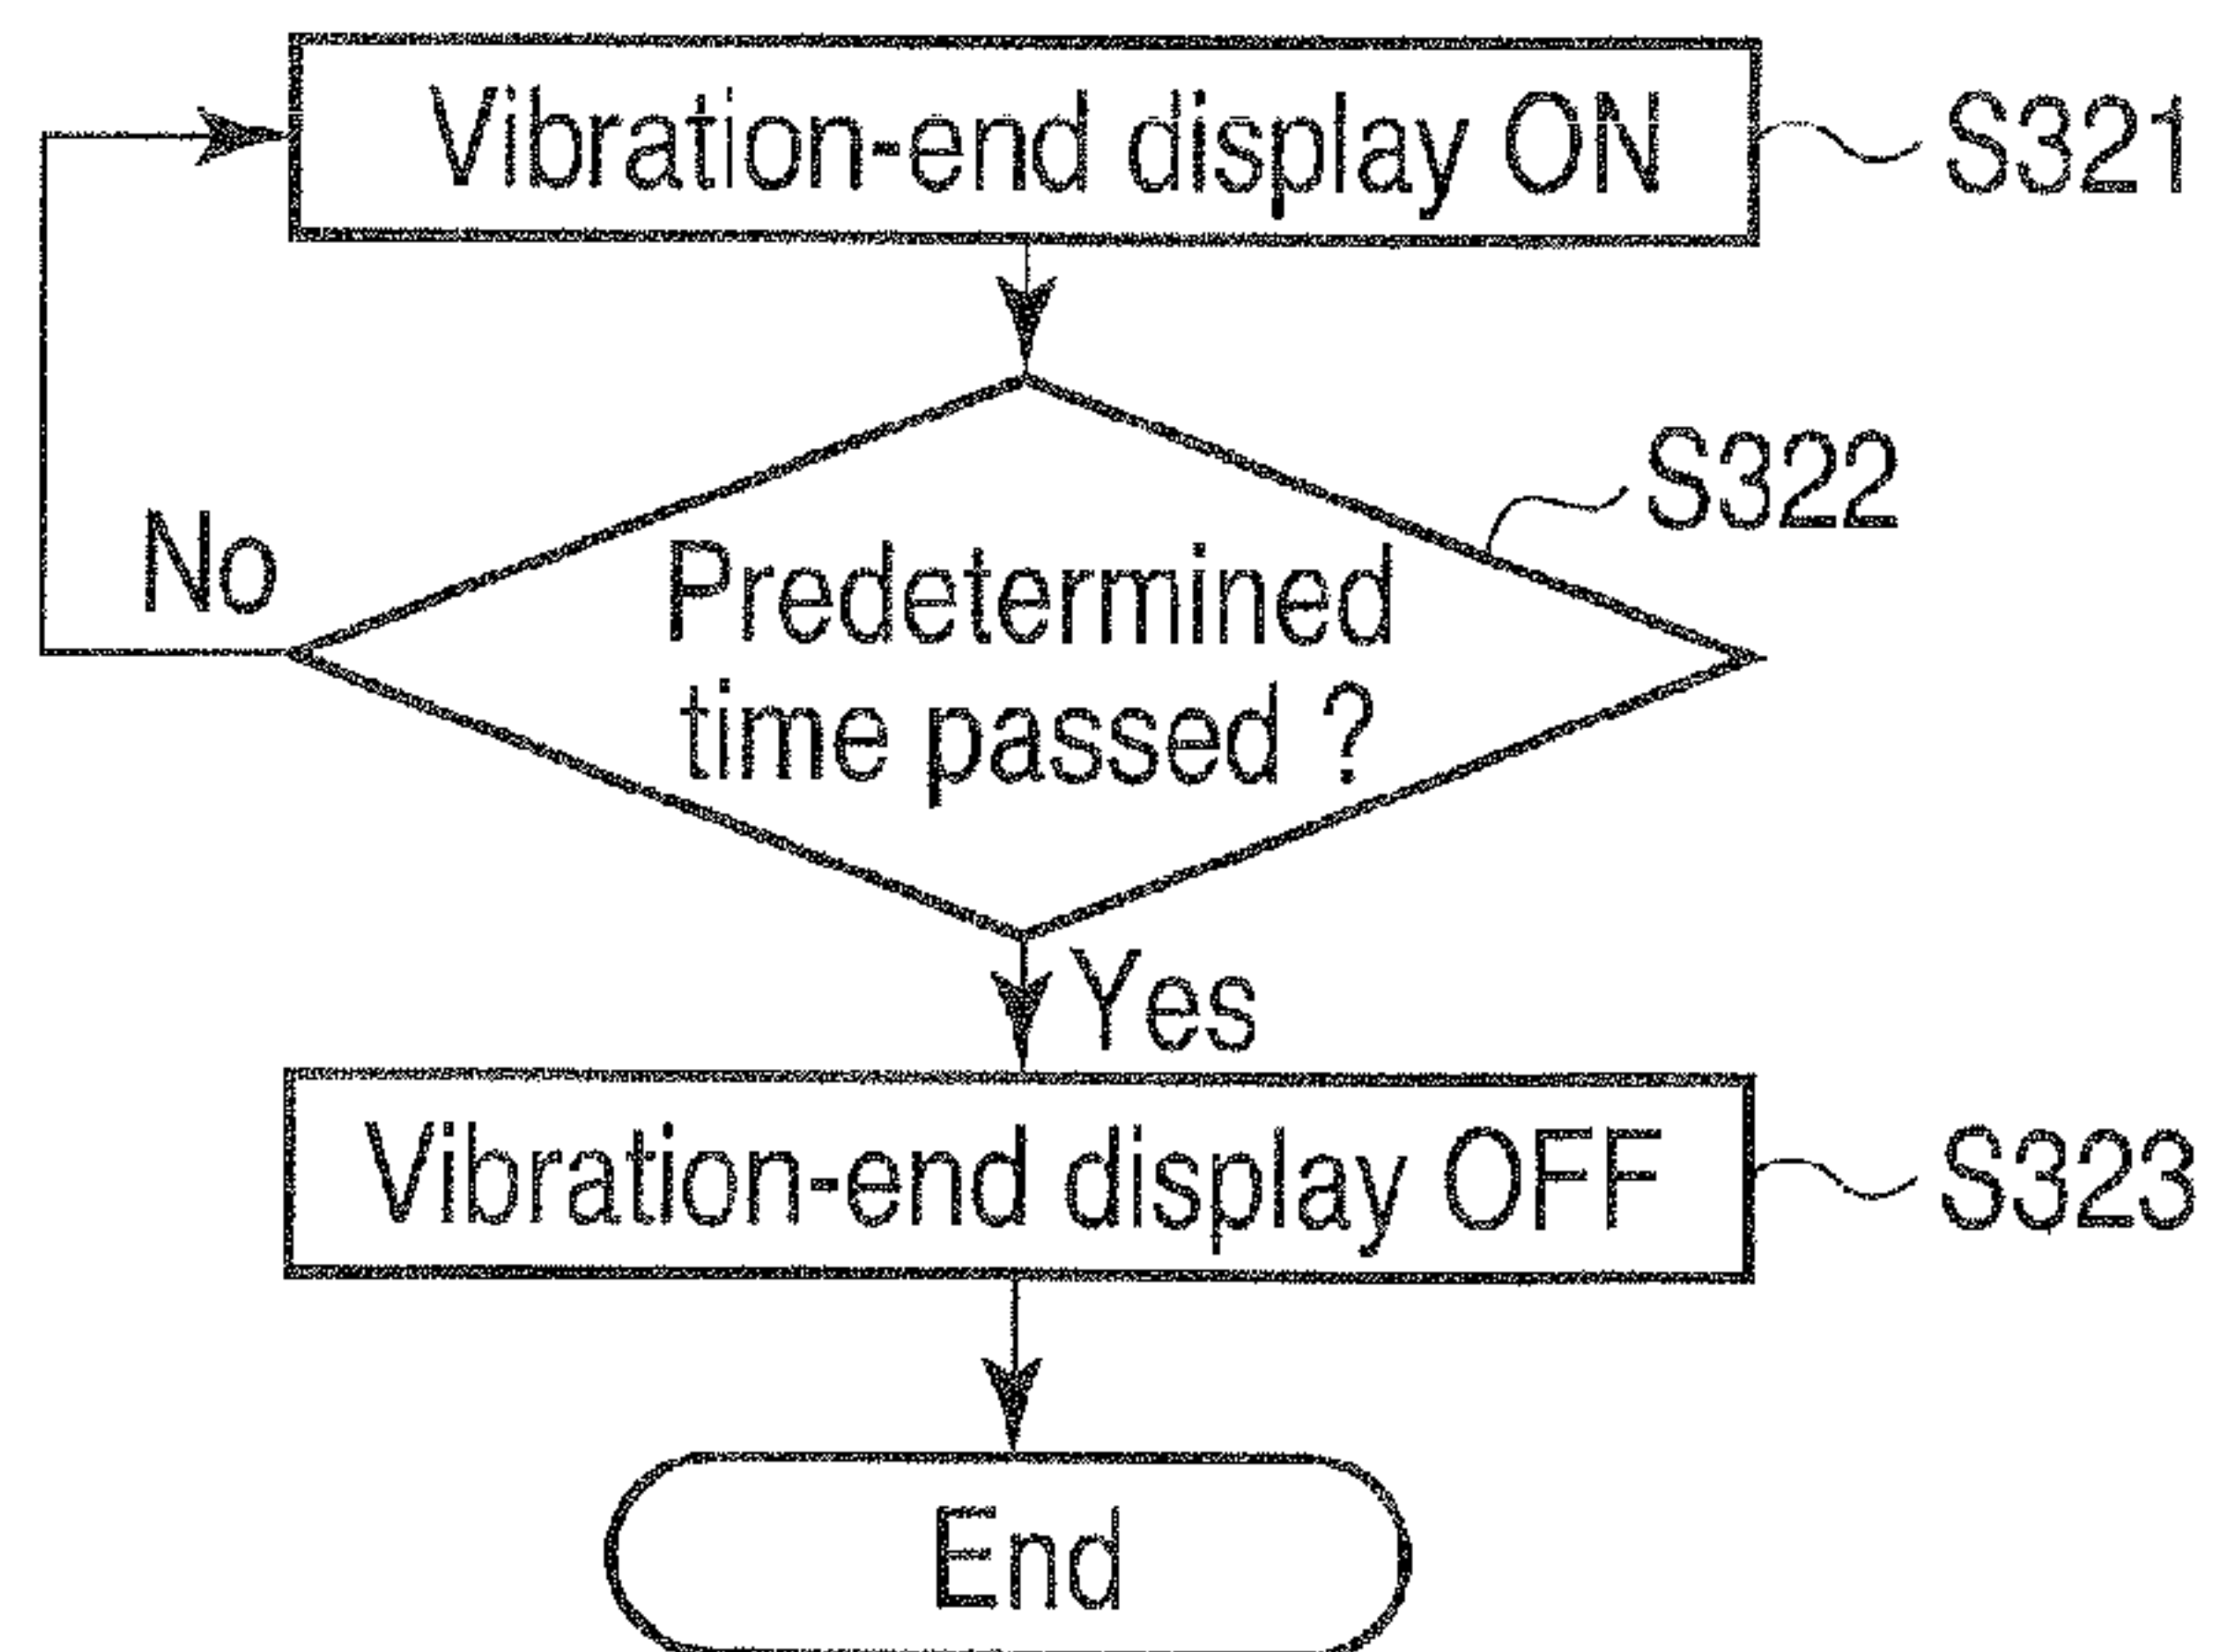 Vibration-end display ON
S321
S322
No
Predetermined
time passed ?
Yes
Vibration-end display OFF
S323
End